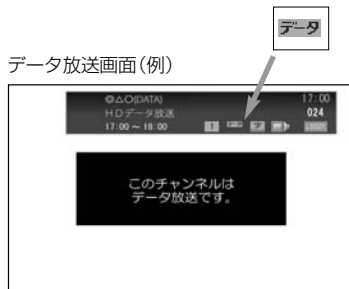 データ
データ放送画面(例)
◎△○(DATA)
17:00
HDデータ放送
024
17:00 ~ 18:00
1
このチャンネルは
データ放送です。